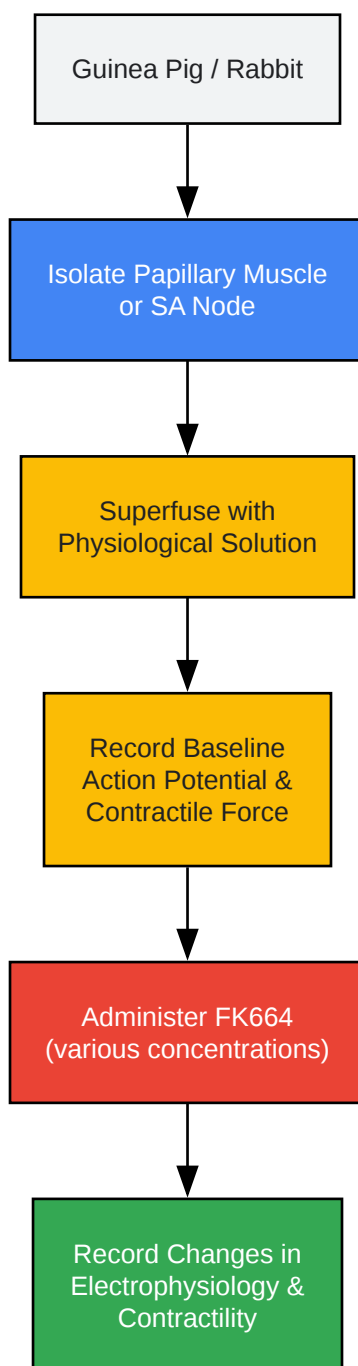 Guinea Pig / Rabbit
Isolate Papillary Muscle
or SA Node
Superfuse with
Physiological Solution
Record Baseline
Action Potential &
Contractile Force
Administer FK664
(various concentrations)
Record Changes in
Electrophysiology &
Contractility